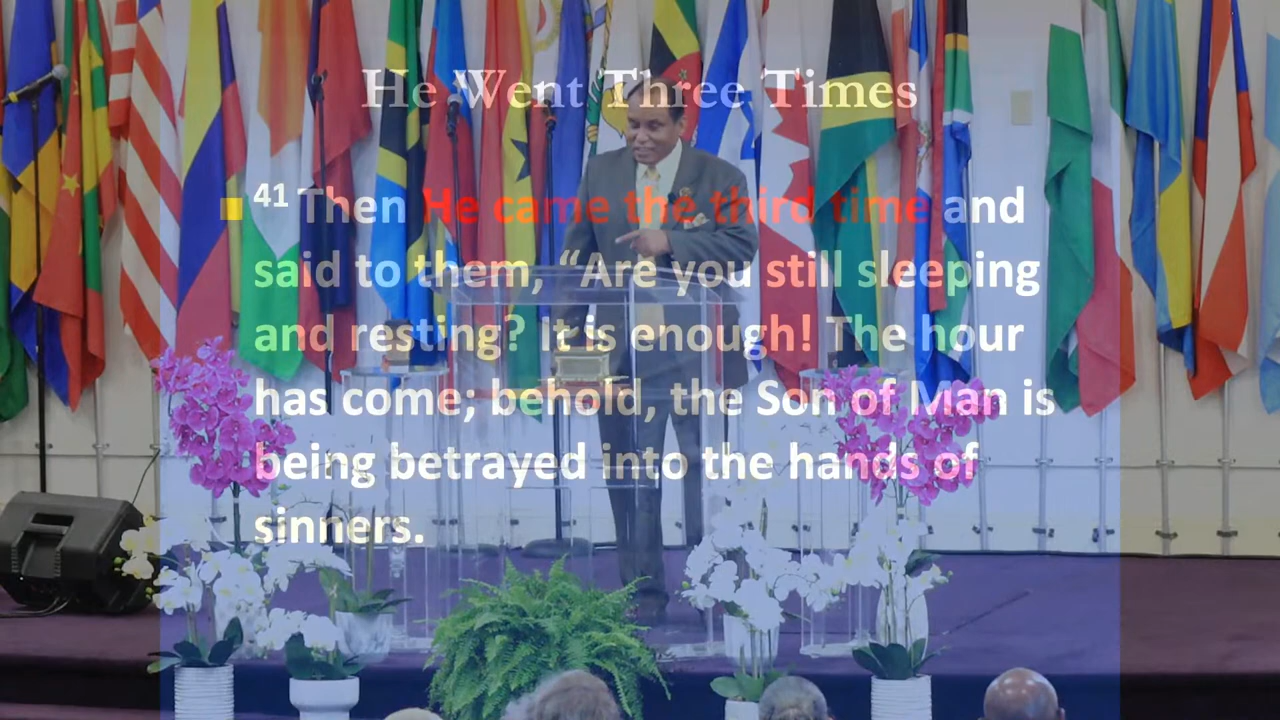 He Went Three Times
41 Then He came the third time and
said to them, “Are you still sleeping
and resting? It is enough! The hour
has come; behold, the Son of Man is
being betrayed into the hands of
sinners.